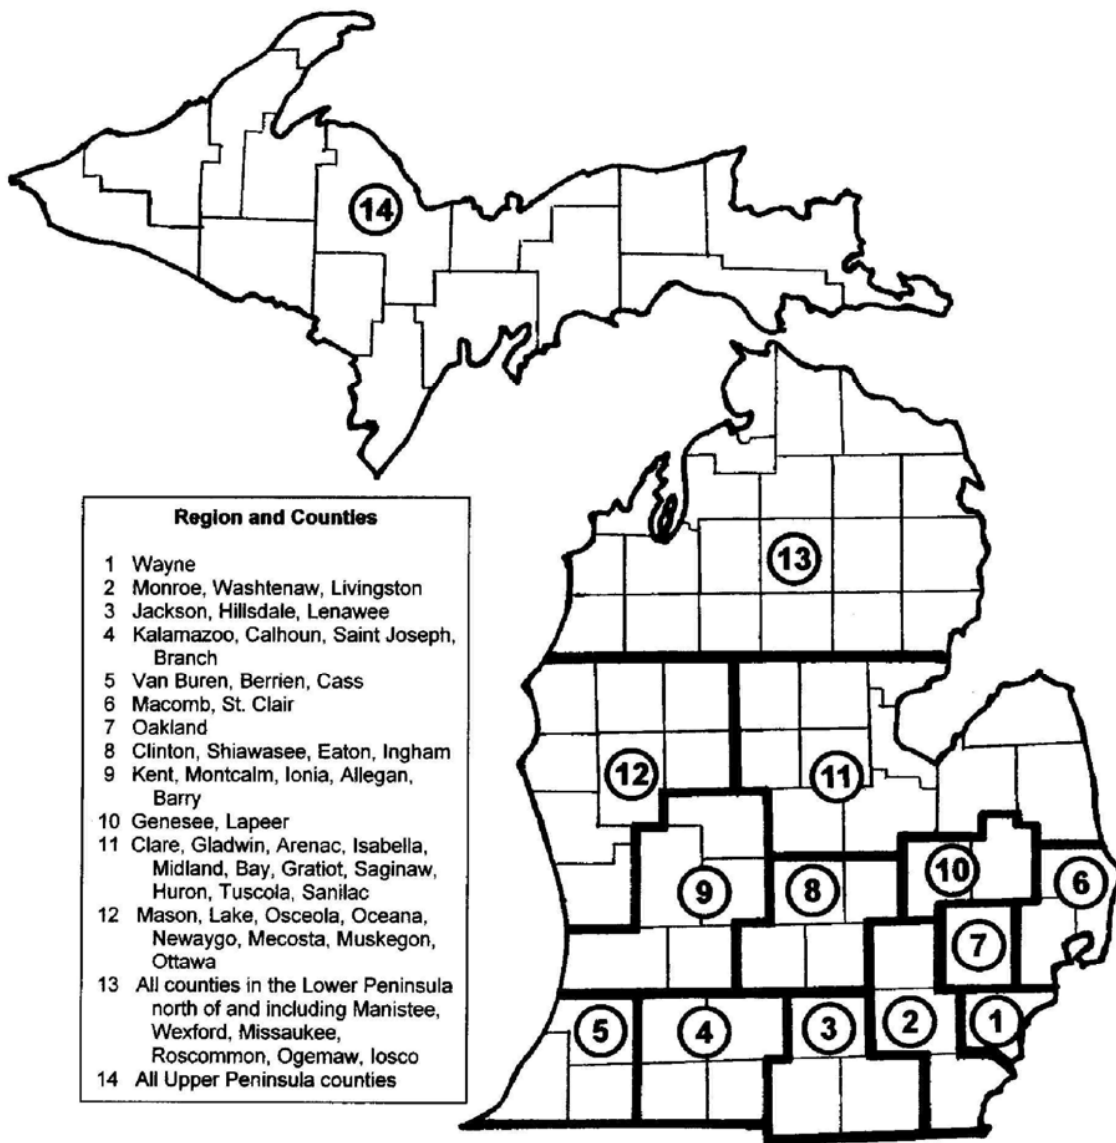 14
13
12
11
10
9
8
6
7
5
4
3
2
1
Region and Counties
1 Wayne
2 Monroe, Washtenaw, Livingston
3 Jackson, Hillsdale, Lenawee
4 Kalamazoo, Calhoun, Saint Joseph,
Branch
5 Van Buren, Berrien, Cass
6 Macomb, St. Clair
7 Oakland
8 Clinton, Shiawasee, Eaton, Ingham
9 Kent, Montcalm, Ionia, Allegan,
Barry
10 Genesee, Lapeer
11 Clare, Gladwin, Arenac, Isabella,
Midland, Bay, Gratiot, Saginaw,
Huron, Tuscola, Sanilac
12 Mason, Lake, Osceola, Oceana,
Newaygo, Mecosta, Muskegon,
Ottawa
13 All counties in the Lower Peninsula
north of and including Manistee,
Wexford, Missaukee,
Roscommon, Ogemaw, Iosco
14 All Upper Peninsula counties